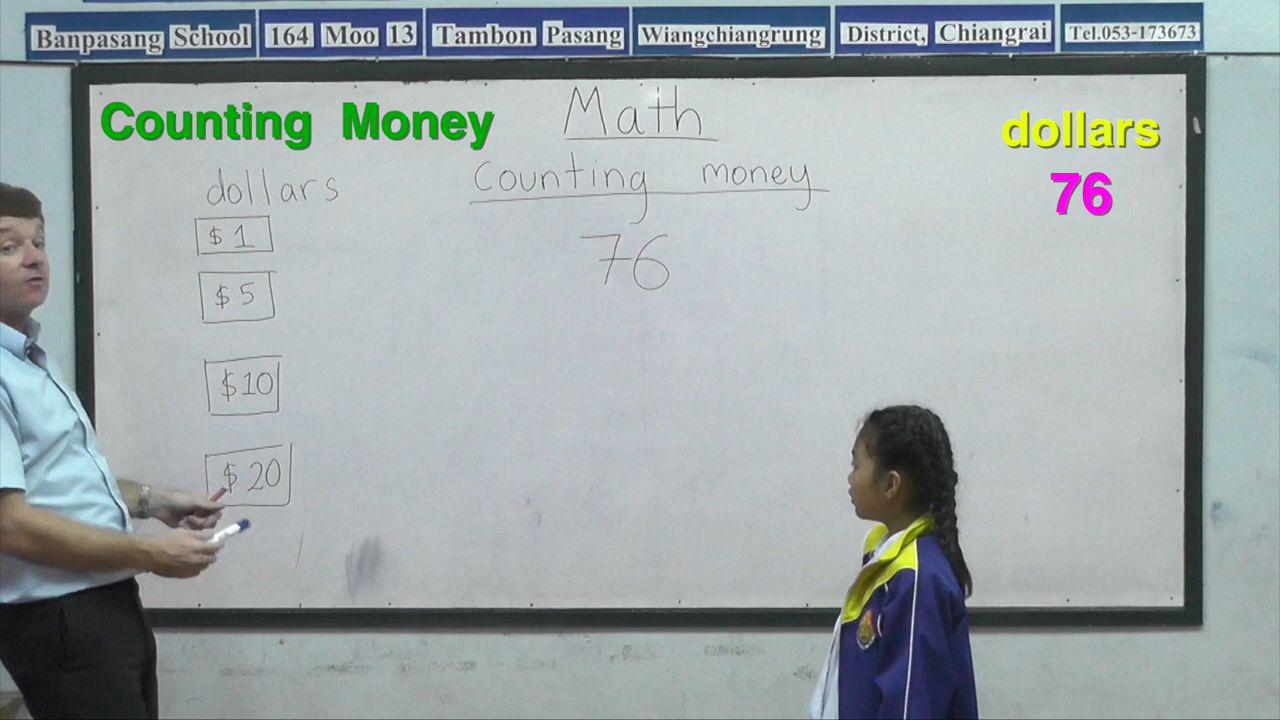 Banpasang School 164 Moo 13 Tambon Pasang Wiangchiangrung District, Chiangrai Tel.053-173673
Counting Money
Math
dollars
76
Counting money
dollars
76
$1
$5
$10
$20